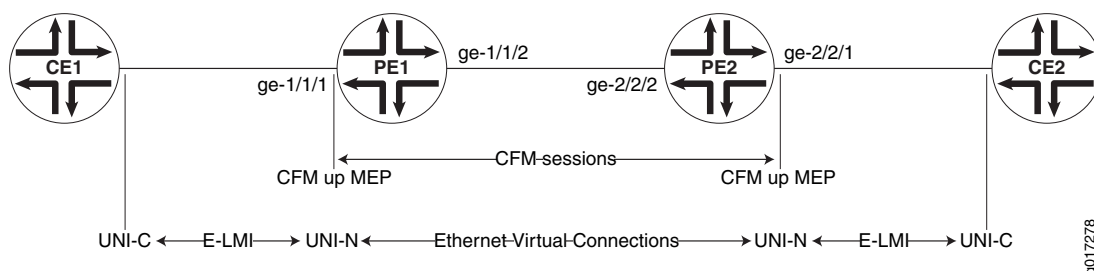 ge-1/1/2 ge-2/2/1
CE1 PE1 PE2 CE2
ge-1/1/1 ge-2/2/2
CFM sessions
CFM up MEP CFM up MEP
UNI-C E-LMI UNI-N Ethernet Virtual Connections UNI-N E-LMI UNI-C
g017278